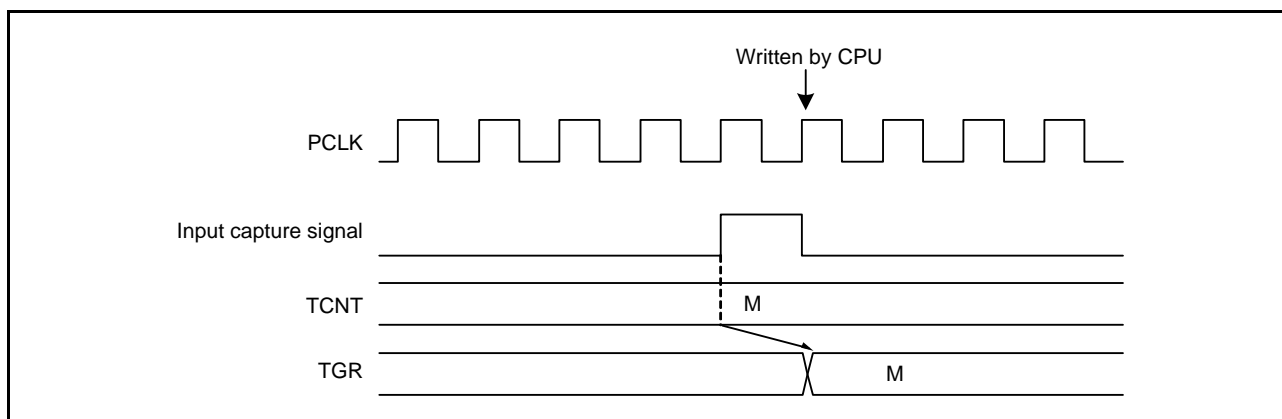 Written by CPU
PCLK
Input capture signal
TCNT
M
TGR
M